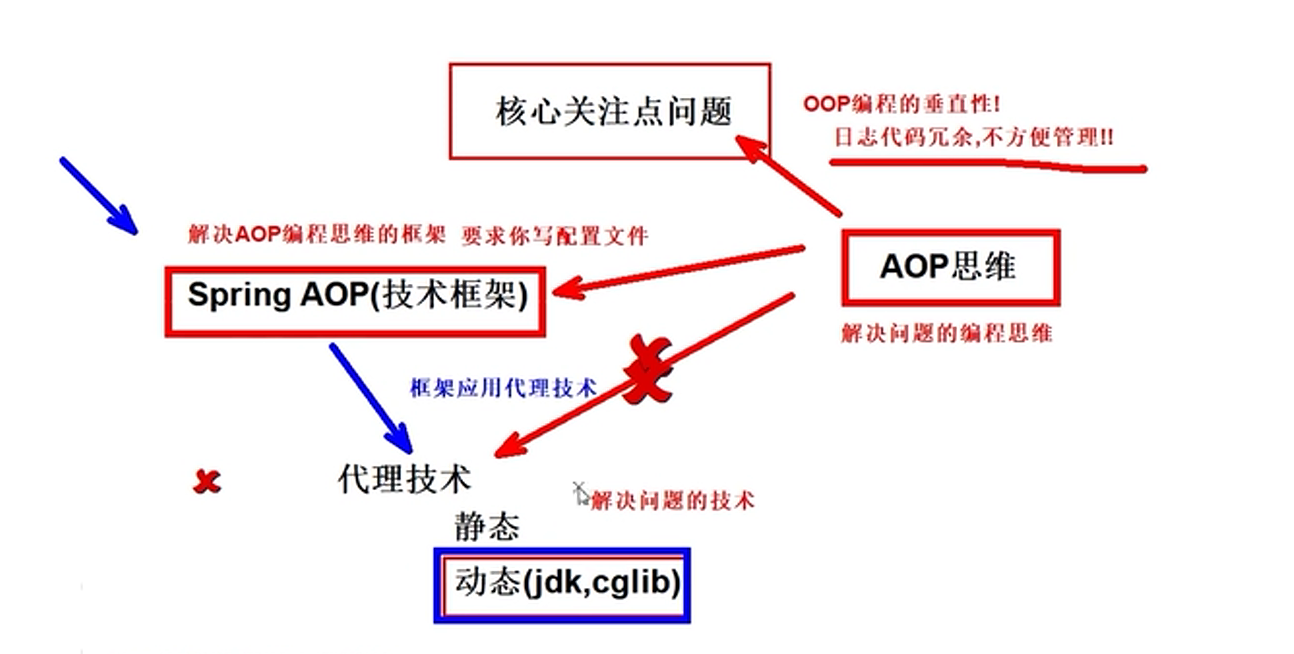 核心关注点问题
OOP编程的垂直性!
日志代码冗余,不方便管理!!
解决AOP编程思维的框架 要求你写配置文件
AOP思维
Spring AOP(技术框架)
解决问题的编程思维
框架应用代理技术
代理技术
解决问题的技术
静态
动态(jdk,cglib)